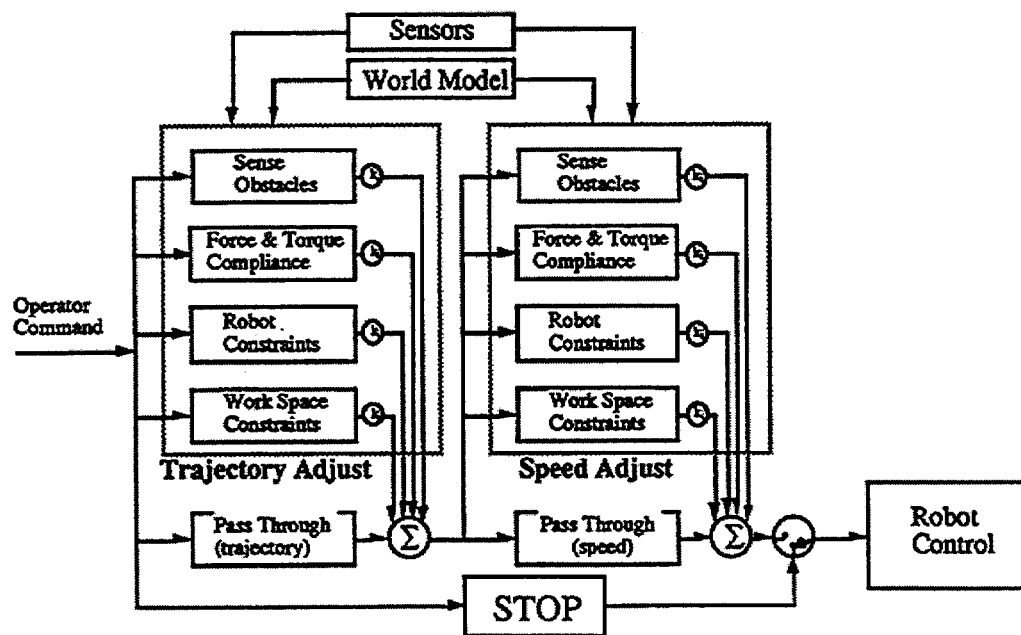 Sensors
World Model
Sense
Obstacles
k
Force & Torque
Compliance
k
Robot
Constraints
k
Work Space
Constraints
k
Trajectory Adjust
Sense
Obstacles
k
Force & Torque
Compliance
k
Robot
Constraints
k
Work Space
Constraints
k
Speed Adjust
Operator
Command
Pass Through
(trajectory)
Σ
Pass Through
(speed)
Σ
Robot
Control
STOP